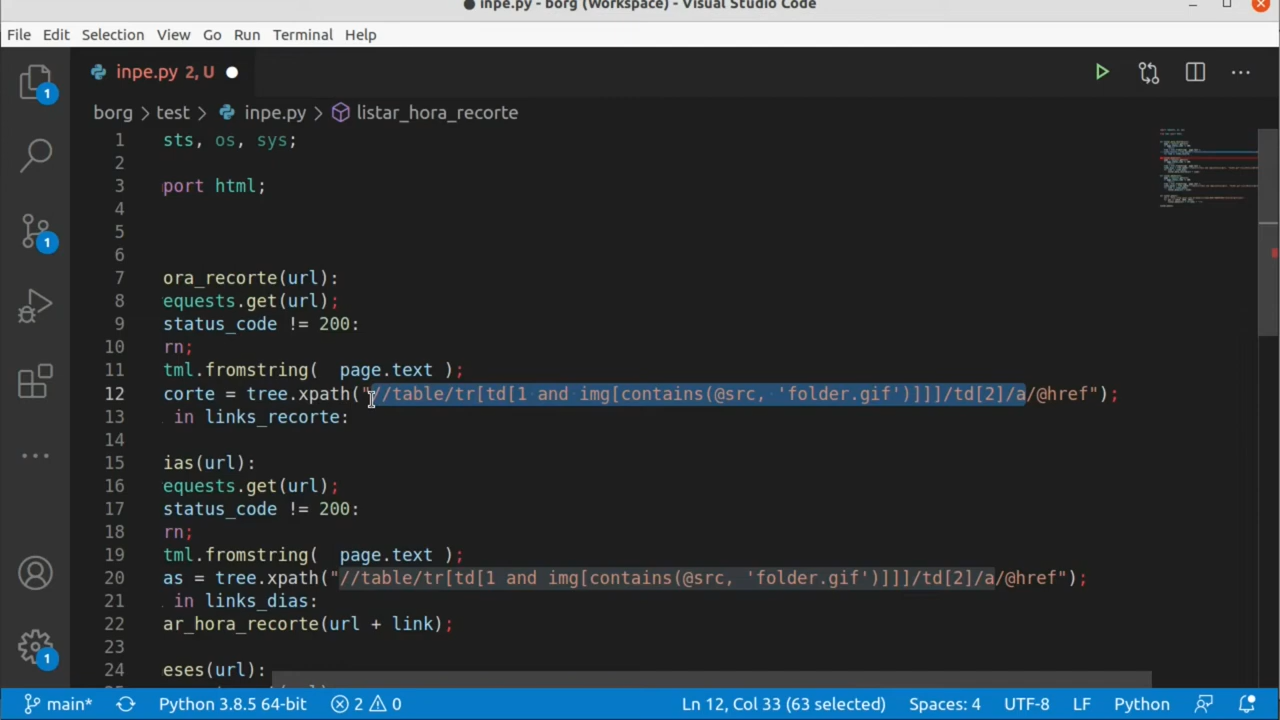 inpe.py - borg (Workspace) - Visual Studio Code
File Edit Selection View Go Run Terminal Help
inpe.py 2, U
borg > test > inpe.py > listar_hora_recorte
1 sts, os, sys;
2
3 port html;
4
5
6
7 ora_recorte(url):
8 equests.get(url);
9 status_code != 200:
10 rn;
11 tml.fromstring(  page.text );
12 corte = tree.xpath("//table/tr[td[1 and img[contains(@src, 'folder.gif')]]]/td[2]/a/@href");
13 in links_recorte:
14
15 ias(url):
16 equests.get(url);
17 status_code != 200:
18 rn;
19 tml.fromstring(  page.text );
20 as = tree.xpath("//table/tr[td[1 and img[contains(@src, 'folder.gif')]]]/td[2]/a/@href");
21 in links_dias:
22 ar_hora_recorte(url + link);
23
24 eses(url):
1
1
1
main* Python 3.8.5 64-bit 2 0 Ln 12, Col 33 (63 selected) Spaces: 4 UTF-8 LF Python